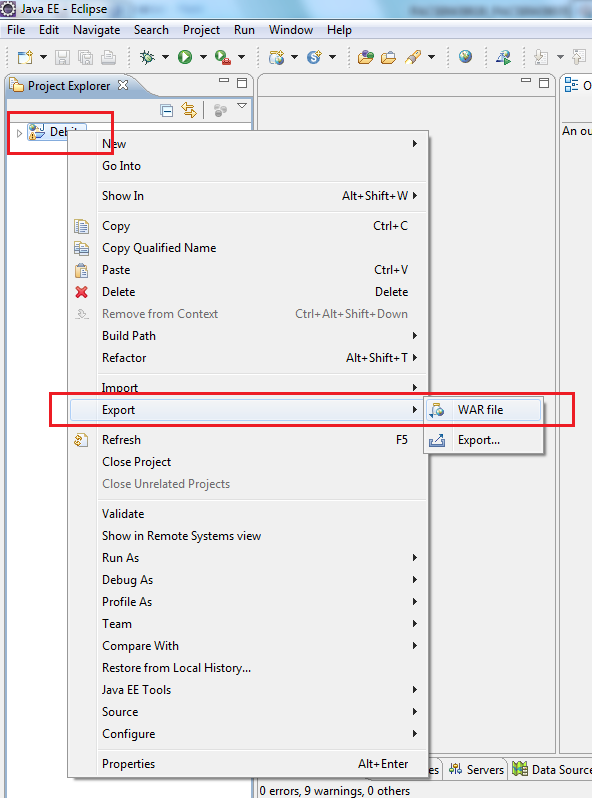 Java EE - Eclipse
File Edit Navigate Search Project Run Window Help
Project Explorer
An ou
New
Go Into
Show In Alt+Shift+W
Copy Ctrl+C
Copy Qualified Name
Paste Ctrl+V
Delete Delete
Remove from Context Ctrl+Alt+Shift+Down
Build Path
Refactor Alt+Shift+T
Import
Export
WAR file
Export...
Refresh F5
Close Project
Close Unrelated Projects
Validate
Show in Remote Systems view
Run As
Debug As
Profile As
Team
Compare With
Restore from Local History...
Java EE Tools
Source
Configure
Properties Alt+Enter
es Servers Data Source
0 errors, 9 warnings, 0 others